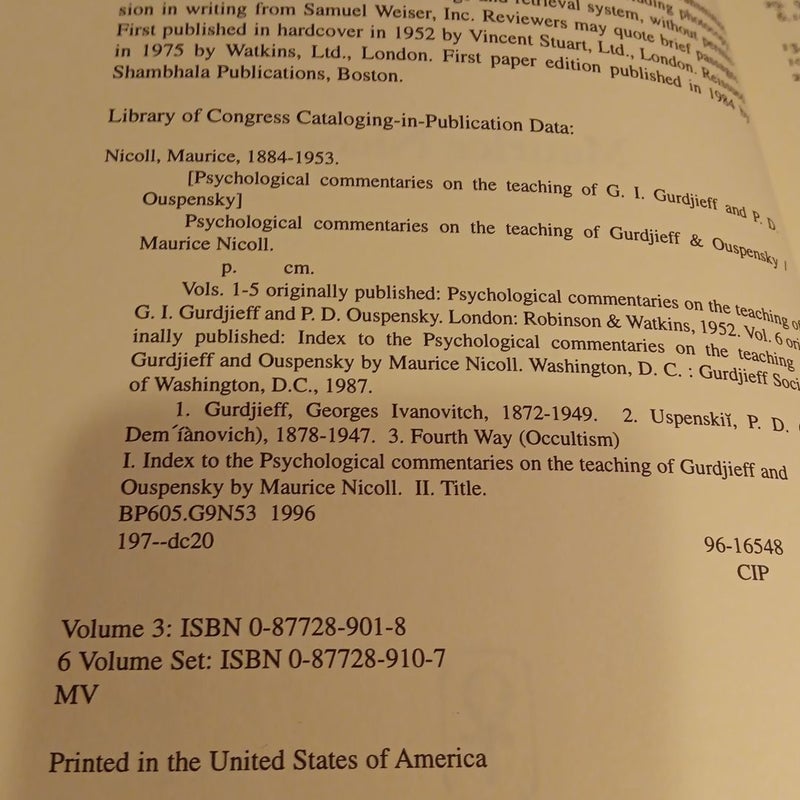 sion in writing from Samuel Weiser, Inc. Reviewers may quote brief
First published in hardcover in 1952 by Vincent Stuart, Ltd., London.
in 1975 by Watkins, Ltd., London. First paper edition published in 1984
Shambhala Publications, Boston.
Library of Congress Cataloging-in-Publication Data:
Nicoll, Maurice, 1884-1953.
[Psychological commentaries on the teaching of G. I. Gurdjieff and P. D.
Ouspensky]
Psychological commentaries on the teaching of Gurdjieff & Ouspensky /
Maurice Nicoll.
p. cm.
Vols. 1-5 originally published: Psychological commentaries on the teaching of
G. I. Gurdjieff and P. D. Ouspensky. London: Robinson & Watkins, 1952. Vol. 6 ori
inally published: Index to the Psychological commentaries on the teaching
Gurdjieff and Ouspensky by Maurice Nicoll. Washington, D. C. : Gurdjieff Soci
of Washington, D.C., 1987.
1. Gurdjieff, Georges Ivanovitch, 1872-1949. 2. Uspenskiĭ, P. D. (
Dem´i͡anovich), 1878-1947. 3. Fourth Way (Occultism)
I. Index to the Psychological commentaries on the teaching of Gurdjieff and
Ouspensky by Maurice Nicoll. II. Title.
BP605.G9N53 1996
197--dc20 96-16548
CIP
Volume 3: ISBN 0-87728-901-8
6 Volume Set: ISBN 0-87728-910-7
MV
Printed in the United States of America